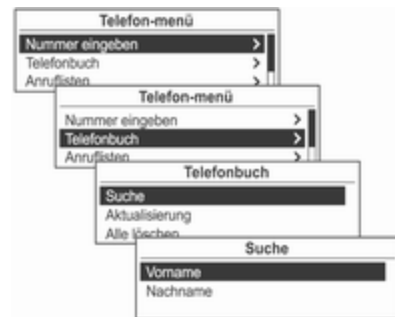 Telefon-menü
Nummer eingeben
Telefonbuch
Anruflisten
Telefon-menü
Nummer eingeben
Telefonbuch
Anruflisten
Telefonbuch
Suche
Aktualisierung
Alle löschen
Suche
Vorname
Nachname